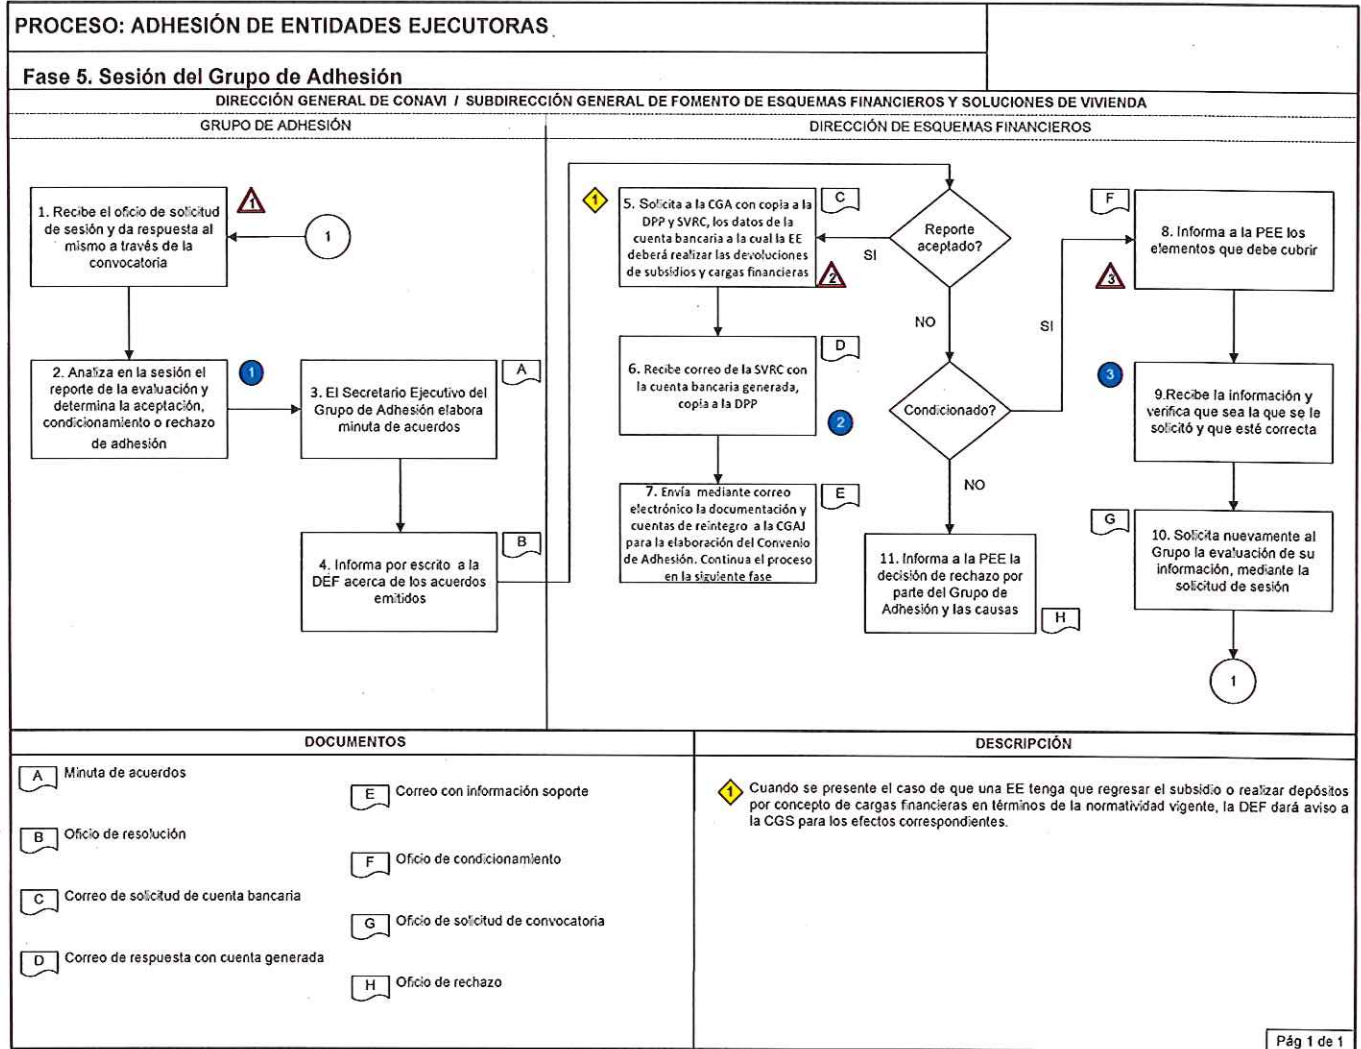 PROCESO: ADHESIÓN DE ENTIDADES EJECUTORAS
Fase 5. Sesión del Grupo de Adhesión
DIRECCIÓN GENERAL DE CONAVI / SUBDIRECCIÓN GENERAL DE FOMENTO DE ESQUEMAS FINANCIEROS Y SOLUCIONES DE VIVIENDA
GRUPO DE ADHESIÓN
DIRECCIÓN DE ESQUEMAS FINANCIEROS
1. Recibe el oficio de solicitud
de sesión y da respuesta al
mismo a través de la
convocatoria
1
1
2. Analiza en la sesión el
reporte de la evaluación y
determina la aceptación,
condicionamiento o rechazo
de adhesión
1
3. El Secretario Ejecutivo del
Grupo de Adhesión elabora
minuta de acuerdos
A
4. Informa por escrito a la
DEF acerca de los acuerdos
emitidos
B
1
5. Solicita a la CGA con copia a la
DPP y SVRC, los datos de la
cuenta bancaria a la cual la EE
deberá realizar las devoluciones
de subsidios y cargas financieras
C
2
6. Recibe correo de la SVRC con
la cuenta bancaria generada,
copia a la DPP
D
2
7. Envía mediante correo
electrónico la documentación y
cuentas de reintegro a la CGAJ
para la elaboración del Convenio
de Adhesión. Continua el proceso
en la siguiente fase
E
Reporte
aceptado?
SI
NO
Condicionado?
SI
NO
11. Informa a la PEE la
decisión de rechazo por
parte del Grupo de
Adhesión y las causas
H
F
8. Informa a la PEE los
elementos que debe cubrir
3
3
9.Recibe la información y
verifica que sea la que se le
solicitó y que esté correcta
G
10. Solicita nuevamente al
Grupo la evaluación de su
información, mediante la
solicitud de sesión
1
DOCUMENTOS
A Minuta de acuerdos
B Oficio de resolución
C Correo de solicitud de cuenta bancaria
D Correo de respuesta con cuenta generada
E Correo con información soporte
F Oficio de condicionamiento
G Oficio de solicitud de convocatoria
H Oficio de rechazo
DESCRIPCIÓN
1 Cuando se presente el caso de que una EE tenga que regresar el subsidio o realizar depósitos
por concepto de cargas financieras en términos de la normatividad vigente, la DEF dará aviso a
la CGS para los efectos correspondientes.
Pág 1 de 1